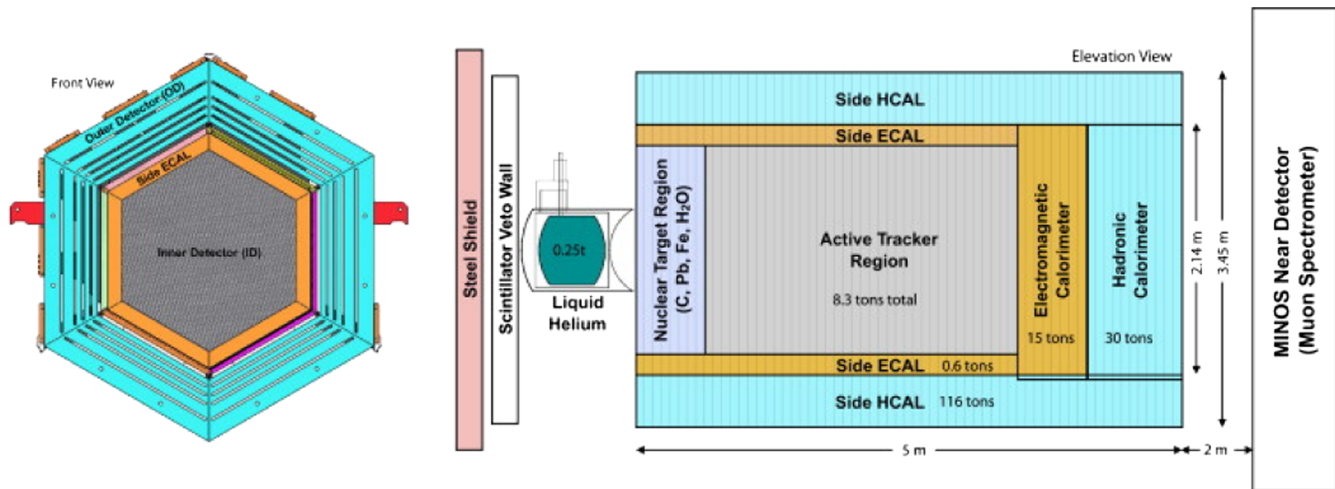 Front View
Outer Detector (OD)
Side ECAL
Inner Detector (ID)
Steel Shield
Scintillator Veto Wall
0.25t
Liquid
Helium
Elevation View
Side HCAL
Side ECAL
Nuclear Target Region
(C, Pb, Fe, H₂O)
Active Tracker
Region
8.3 tons total
Electromagnetic
Calorimeter
15 tons
Hadronic
Calorimeter
30 tons
Side ECAL 0.6 tons
Side HCAL 116 tons
5 m
2 m
2.14 m
3.45 m
MINOS Near Detector
(Muon Spectrometer)